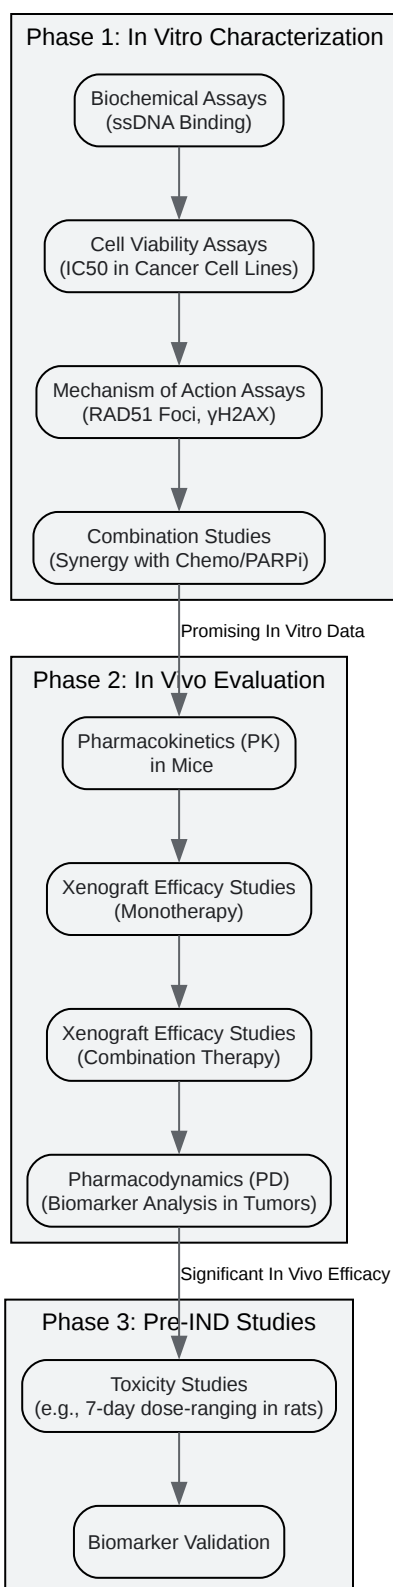 Phase 1: In Vitro Characterization
Biochemical Assays
(ssDNA Binding)
Cell Viability Assays
(IC50 in Cancer Cell Lines)
Mechanism of Action Assays
(RAD51 Foci, γH2AX)
Combination Studies
(Synergy with Chemo/PARPi)
Promising In Vitro Data
Phase 2: In Vivo Evaluation
Pharmacokinetics (PK)
in Mice
Xenograft Efficacy Studies
(Monotherapy)
Xenograft Efficacy Studies
(Combination Therapy)
Pharmacodynamics (PD)
(Biomarker Analysis in Tumors)
Significant In Vivo Efficacy
Phase 3: Pre-IND Studies
Toxicity Studies
(e.g., 7-day dose-ranging in rats)
Biomarker Validation